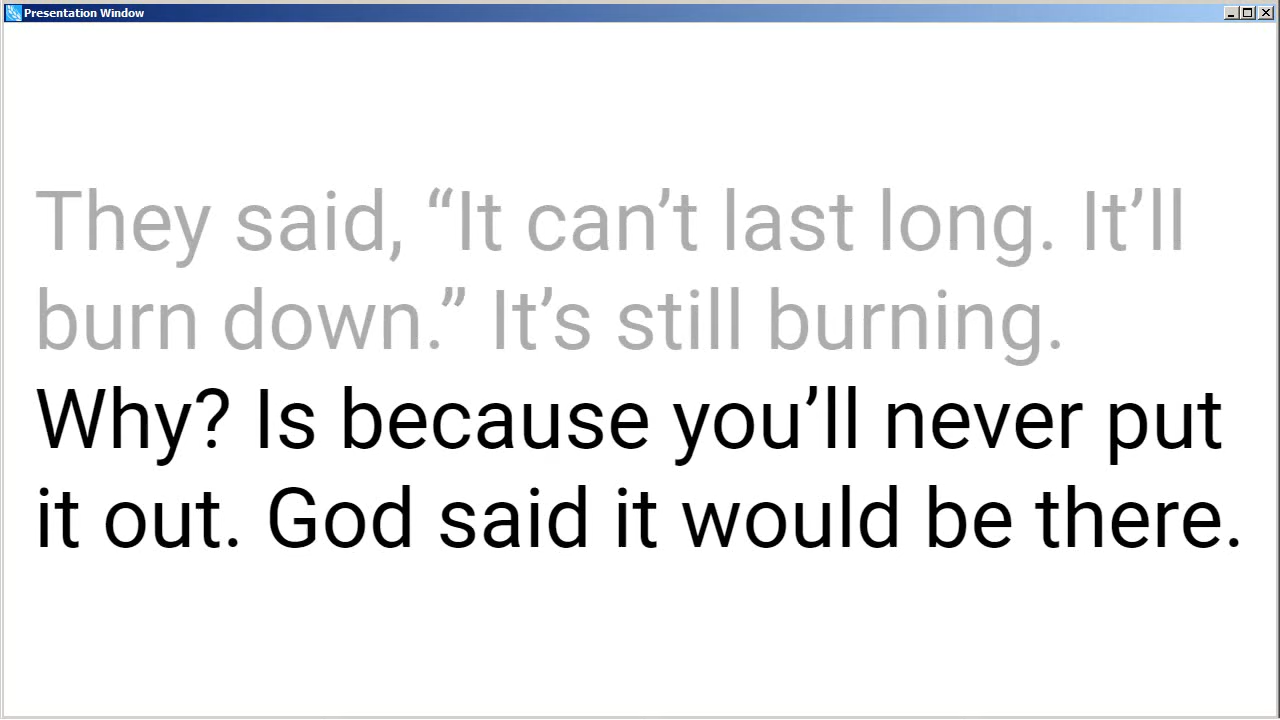 Presentation Window
They said, “It can’t last long. It’ll
burn down.” It’s still burning.
Why? Is because you’ll never put
it out. God said it would be there.